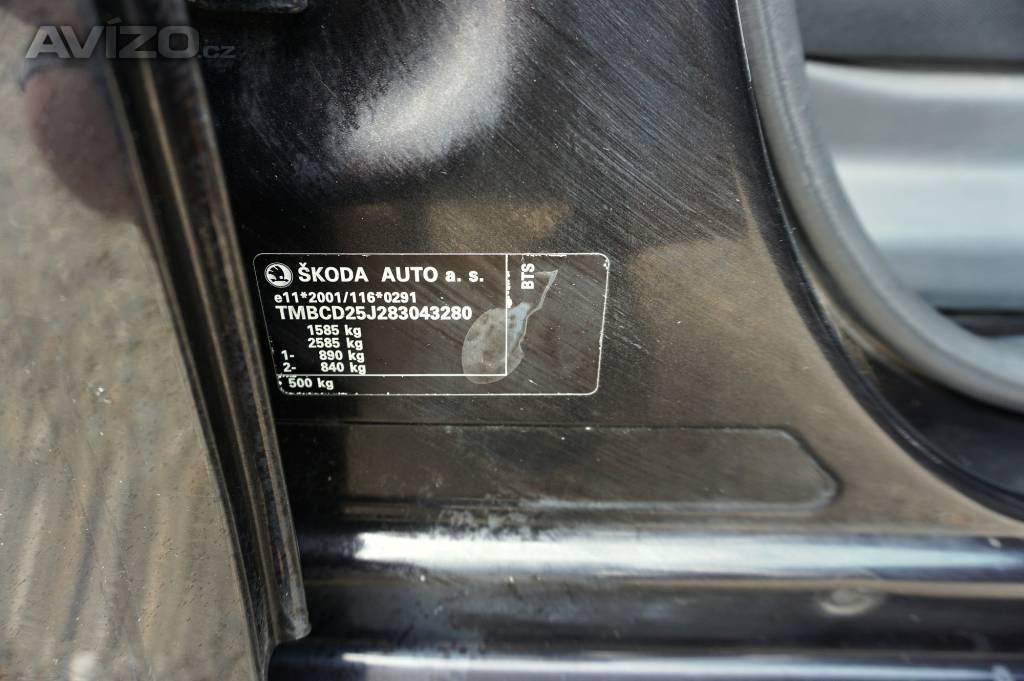 AVÍZO.cz
ŠKODA AUTO a. s.
e11*2001/116*0291
TMBCD25J283043280
1585 kg
2585 kg
1- 890 kg
2- 840 kg
500 kg
BTS